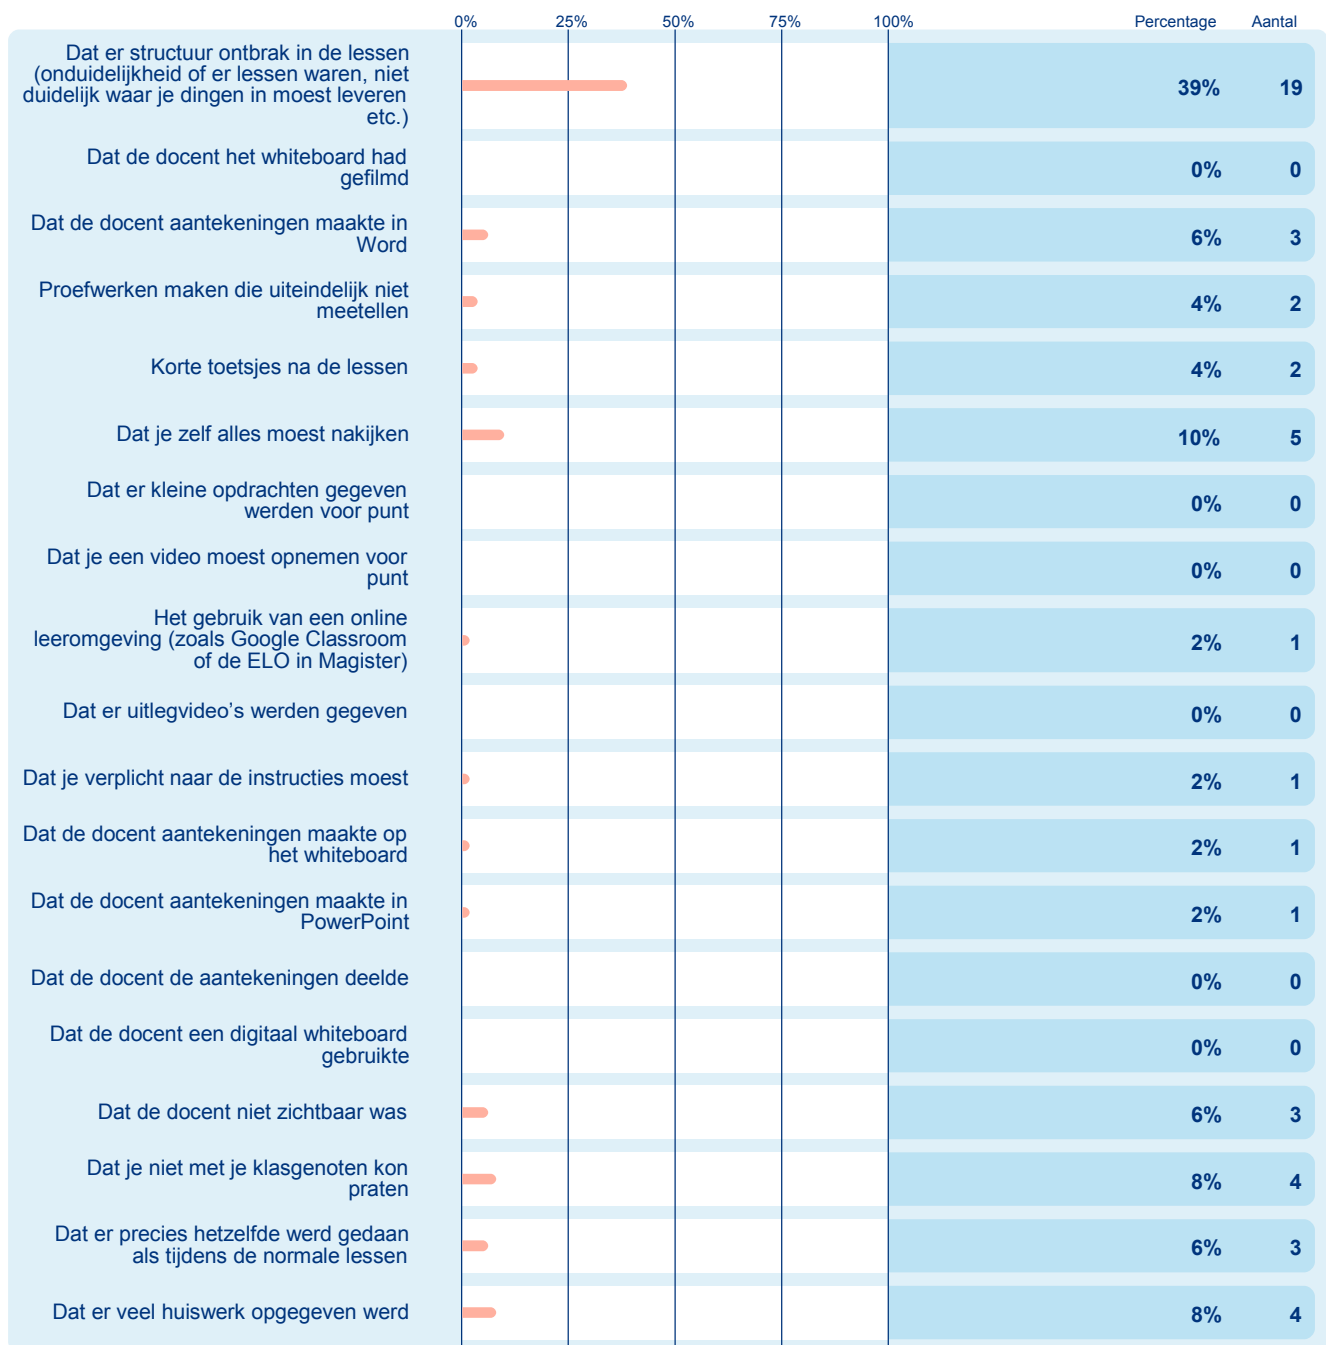 0% 25% 50% 75% 100% Percentage Aantal
Dat er structuur ontbrak in de lessen
(onduidelijkheid of er lessen waren, niet
duidelijk waar je dingen in moest leveren
etc.)
39% 19
Dat de docent het whiteboard had
gefilmd
0% 0
Dat de docent aantekeningen maakte in
Word
6% 3
Proefwerken maken die uiteindelijk niet
meetellen
4% 2
Korte toetsjes na de lessen
4% 2
Dat je zelf alles moest nakijken
10% 5
Dat er kleine opdrachten gegeven
werden voor punt
0% 0
Dat je een video moest opnemen voor
punt
0% 0
Het gebruik van een online
leeromgeving (zoals Google Classroom
of de ELO in Magister)
2% 1
Dat er uitlegvideo’s werden gegeven
0% 0
Dat je verplicht naar de instructies moest
2% 1
Dat de docent aantekeningen maakte op
het whiteboard
2% 1
Dat de docent aantekeningen maakte in
PowerPoint
2% 1
Dat de docent de aantekeningen deelde
0% 0
Dat de docent een digitaal whiteboard
gebruikte
0% 0
Dat de docent niet zichtbaar was
6% 3
Dat je niet met je klasgenoten kon
praten
8% 4
Dat er precies hetzelfde werd gedaan
als tijdens de normale lessen
6% 3
Dat er veel huiswerk opgegeven werd
8% 4